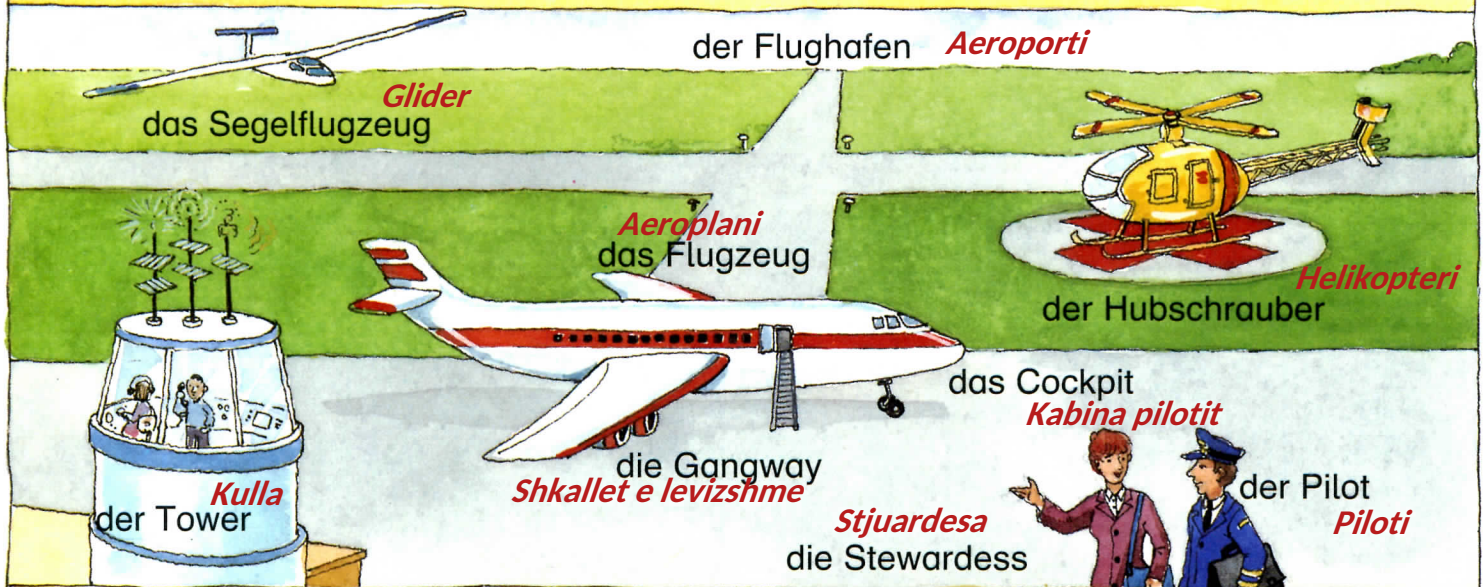 der Flughafen Aeroporti
Glider
das Segelflugzeug
Aeroplani
das Flugzeug
Helikopteri
der Hubschrauber
das Cockpit
Kabina pilotit
die Gangway
Shkallet e levizshme
Kulla
der Tower
der Pilot
Piloti
Stjuardesa
die Stewardess